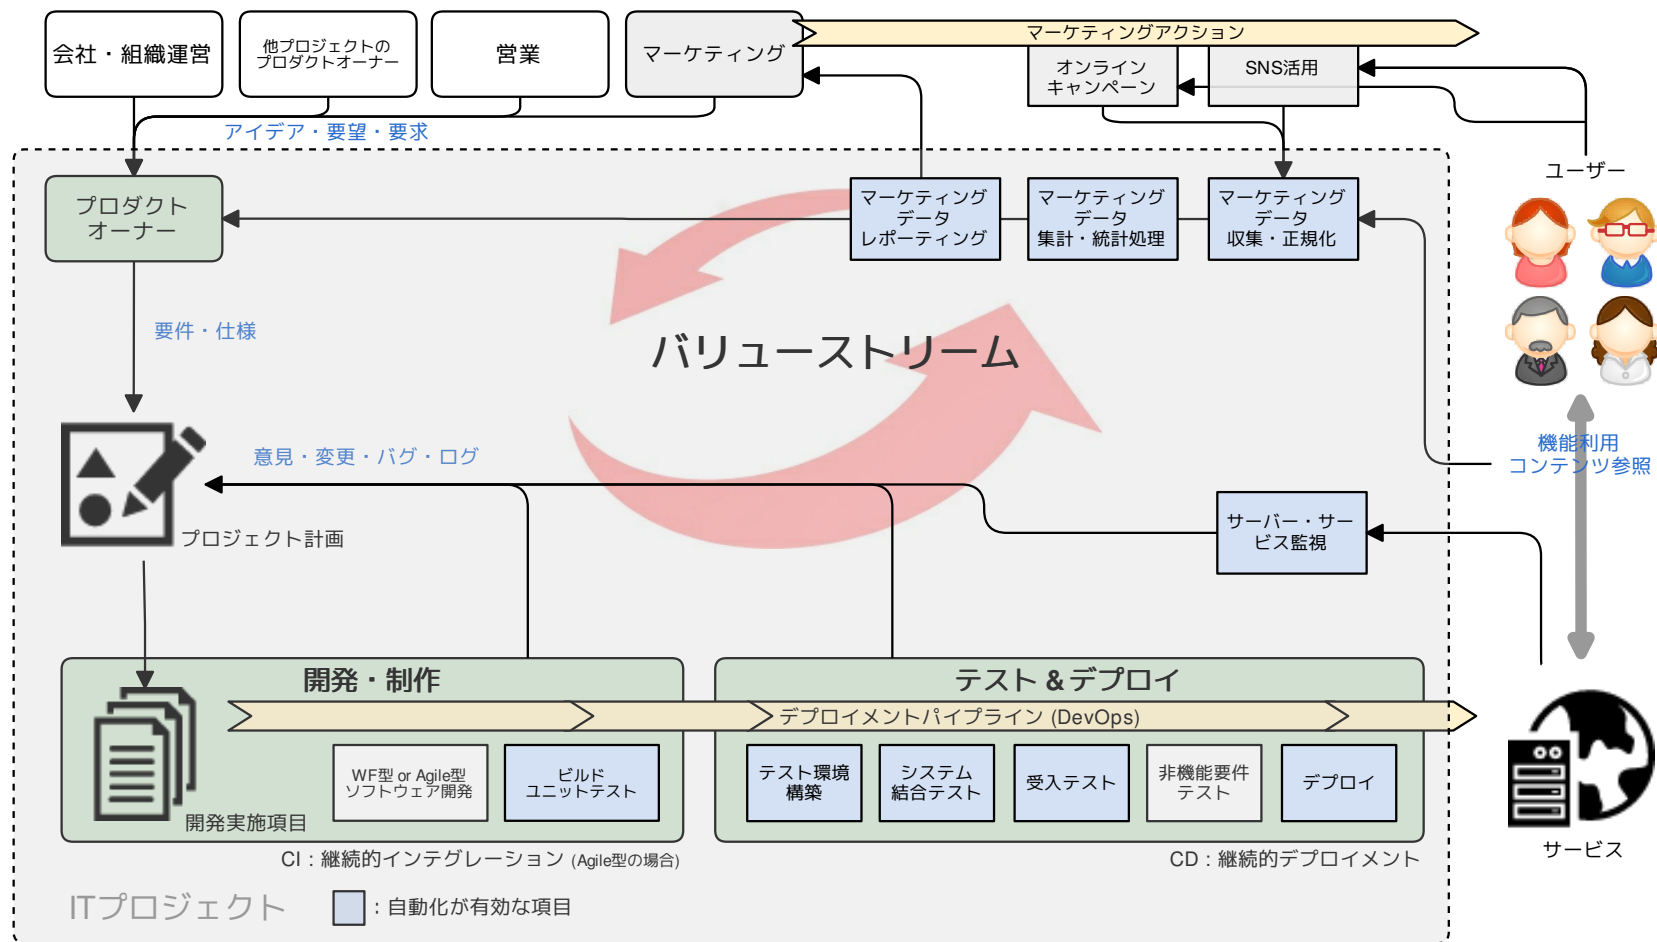 会社・組織運営
他プロジェクトの
プロダクトオーナー
営業
マーケティング
マーケティングアクション
オンライン
キャンペーン
SNS活用
アイデア・要望・要求
ユーザー
プロダクト
オーナー
マーケティング
データ
レポーティング
マーケティング
データ
集計・統計処理
マーケティング
データ
収集・正規化
要件・仕様
バリューストリーム
意見・変更・バグ・ログ
機能利用
コンテンツ参照
プロジェクト計画
サーバー・サー
ビス監視
開発・制作
テスト＆デプロイ
デプロイメントパイプライン (DevOps)
WF型 or Agile型
ソフトウェア開発
ビルド
ユニットテスト
テスト環境
構築
システム
結合テスト
受入テスト
非機能要件
テスト
デプロイ
開発実施項目
サービス
CI：継続的インテグレーション (Agile型の場合)
CD：継続的デプロイメント
ITプロジェクト
：自動化が有効な項目